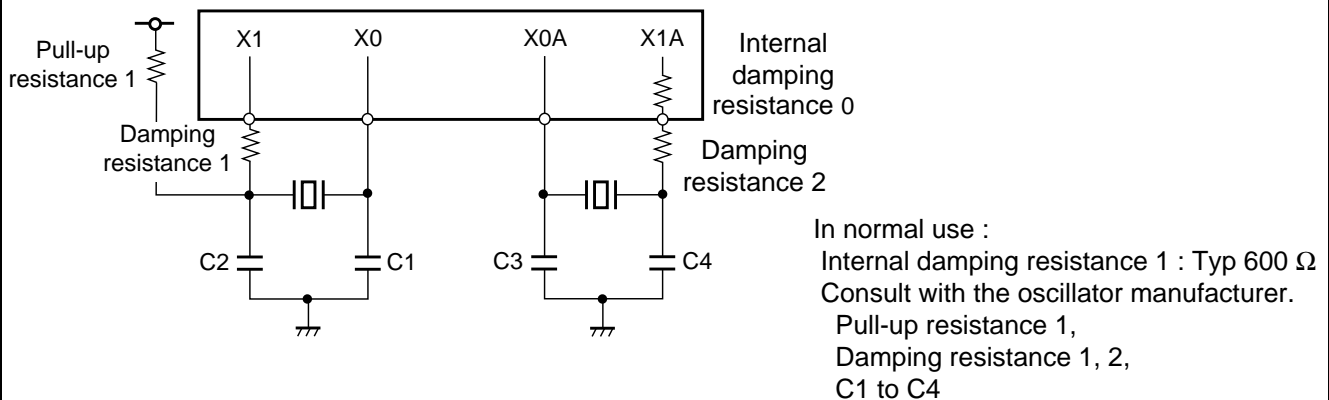 X1
X0
X0A
X1A
Pull-up
resistance 1
Internal
damping
resistance 0
Damping
resistance 1
Damping
resistance 2
C2
C1
C3
C4
In normal use :
Internal damping resistance 1 : Typ 600 Ω
Consult with the oscillator manufacturer.
Pull-up resistance 1,
Damping resistance 1, 2,
C1 to C4